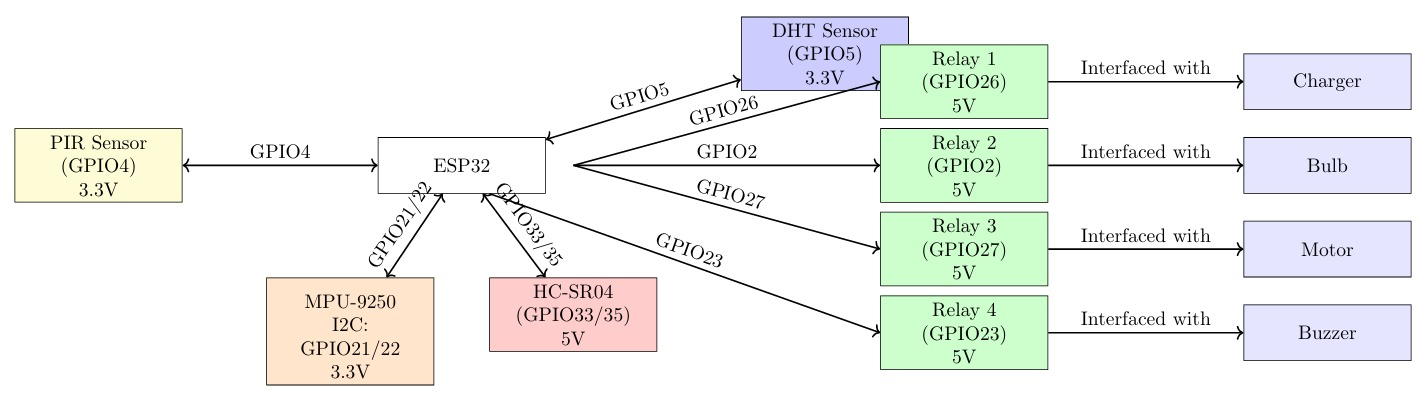 DHT Sensor
(GPIO5)
3.3V
Relay 1
(GPIO26)
5V
Interfaced with
Charger
GPIO5
GPIO26
PIR Sensor
(GPIO4)
3.3V
GPIO4
ESP32
GPIO2
Relay 2
(GPIO2)
5V
Interfaced with
Bulb
GPIO21/22
GPIO33/35
GPIO27
Relay 3
(GPIO27)
5V
Interfaced with
Motor
GPIO23
MPU-9250
I2C:
GPIO21/22
3.3V
HC-SR04
(GPIO33/35)
5V
Relay 4
(GPIO23)
5V
Interfaced with
Buzzer